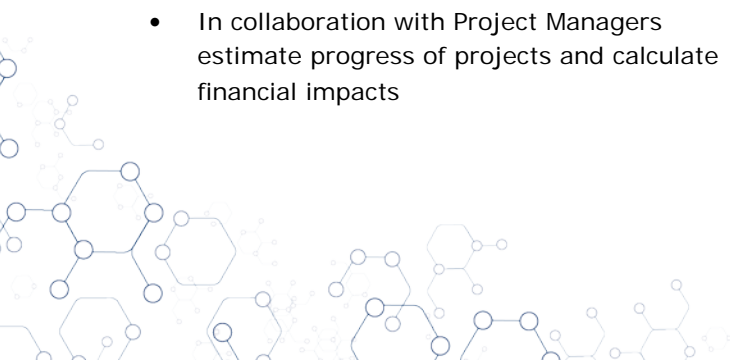 • In collaboration with Project Managers
estimate progress of projects and calculate
financial impacts